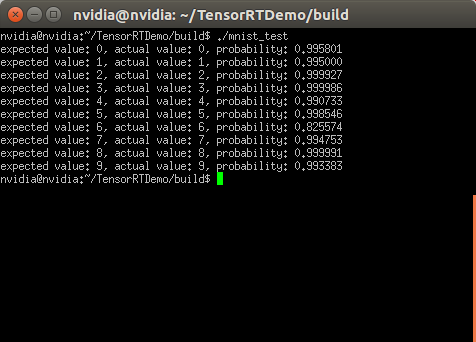 nvidia@nvidia: ~/TensorRTDemo/build
nvidia@nvidia:~/TensorRTDemo/build$ ./mnist_test
expected value: 0, actual value: 0, probability: 0.995801
expected value: 1, actual value: 1, probability: 0.995000
expected value: 2, actual value: 2, probability: 0.999927
expected value: 3, actual value: 3, probability: 0.999986
expected value: 4, actual value: 4, probability: 0.990733
expected value: 5, actual value: 5, probability: 0.998546
expected value: 6, actual value: 6, probability: 0.825574
expected value: 7, actual value: 7, probability: 0.994753
expected value: 8, actual value: 8, probability: 0.999991
expected value: 9, actual value: 9, probability: 0.993383
nvidia@nvidia:~/TensorRTDemo/build$